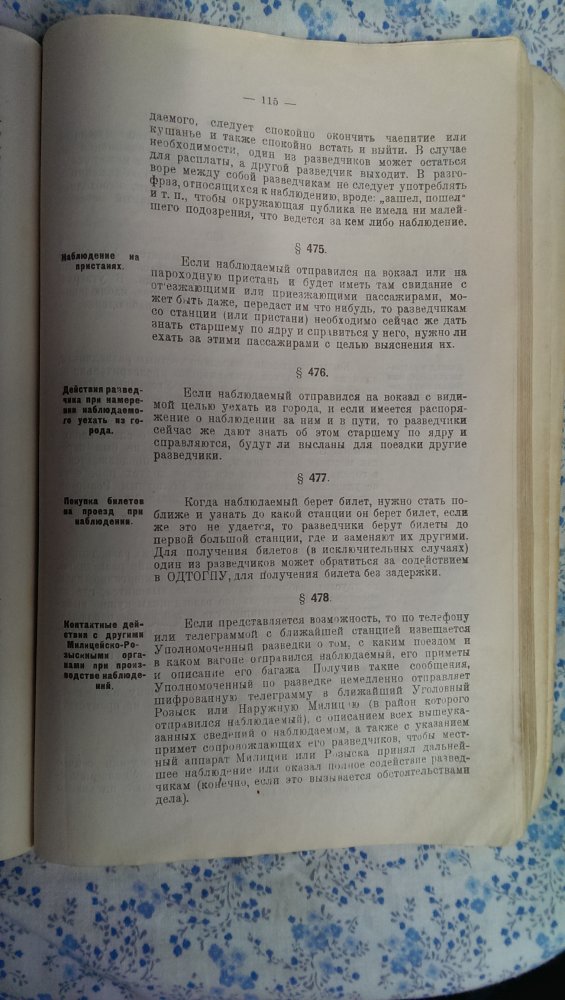 — 115 —
даемого, следует спокойно окончить чаепитие или
кушанье и также спокойно встать и выйти. В случае
необходимости, один из разведчиков может остаться
для расплаты, а другой разведчик выходит. В разго-
воре между собой разведчикам не следует употреблять
фраз, относящихся к наблюдению, вроде: „зашел, пошел"
и т. п., чтобы окружающая публика не имела ни малей-
шего подозрения, что ведется за кем либо наблюдение.
§ 475.
Наблюдение на
пристанях.
Если наблюдаемый отправился на вокзал или на
пароходную пристань и будет иметь там свидание с
от'езжающими или приезжающими пассажирами, мо-
жет быть даже, передаст им что нибудь, то разведчикам
со станции (или пристани) необходимо сейчас же дать
знать старшему по ядру и справиться у него, нужно ли
ехать за этими пассажирами с целью выяснения их.
§ 476.
Действия развед-
чика при намере-
нии наблюдаемо-
го уехать из го-
рода.
Если наблюдаемый отправился на вокзал с види-
мой целью уехать из города, и если имеется распоря-
жение о наблюдении за ним и в пути, то разведчики
сейчас же дают знать об этом старшему по ядру и
справляются, будут ли высланы для поездки другие
разведчики.
§ 477.
Покупка билетов
на проезд при
наблюдении.
Когда наблюдаемый берет билет, нужно стать по-
ближе и узнать до какой станции он берет билет, если
же это не удается, то разведчики берут билеты до
первой большой станции, где и заменяют их другими.
Для получения билетов (в исключительных случаях)
один из разведчиков может обратиться за содействием
в ОДТОГПУ, для получения билета без задержки.
§ 478.
Контактные дей-
ствия с другими
Милицейско-Ро-
зыскными орга-
нами при произ-
водстве наблюде-
ний.
Если представляется возможность, то по телефону
или телеграммой с ближайшей станцией извещается
Уполномоченный разведки о том, с каким поездом и
в каком вагоне отправился наблюдаемый, его приметы
и описание его багажа Получив такие сообщения,
Уполномоченный по разведке немедленно отправляет
шифрованную телеграмму в ближайший Уголовный
Розыск или Наружную Милицию (в район которого
отправился наблюдаемый), с описанием всех вышеука-
занных сведений о наблюдаемом, а также с указанием
примет сопровождающих его разведчиков, чтобы мест-
ный аппарат Милиции или Розыска принял дальней-
шее наблюдение или оказал полное содействие развед-
чикам (конечно, если это вызывается обстоятельствами
дела).